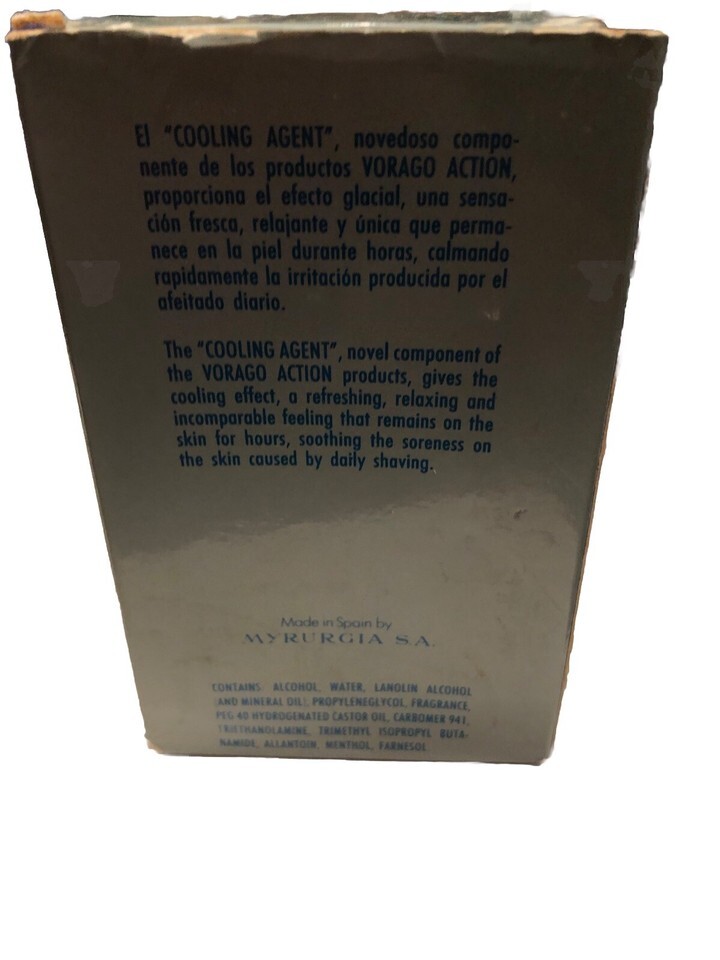 El "COOLING AGENT", novedoso compo-
nente de los productos VORAGO ACTION,
proporciona el efecto glacial, una sensa-
ción fresca, relajante y única que perma-
nece en la piel durante horas, calmando
rapidamente la irritación producida por el
afeitado diario.
The "COOLING AGENT", novel component of
the VORAGO ACTION products, gives the
cooling effect, a refreshing, relaxing and
incomparable feeling that remains on the
skin for hours, soothing the soreness on
the skin caused by daily shaving.
Made in Spain by
MYRURGIA S.A.
CONTAINS: ALCOHOL, WATER, LANOLIN ALCOHOL
(AND MINERAL OIL), PROPYLENEGLYCOL, FRAGRANCE,
PEG 40 HYDROGENATED CASTOR OIL, CARBOMER 941,
TRIETHANOLAMINE, TRIMETHYL ISOPROPYL BUTA-
NAMIDE, ALLANTOIN, MENTHOL, FARNESOL